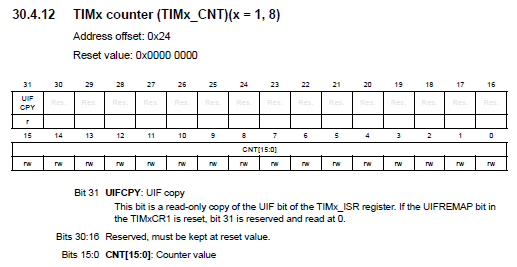 30.4.12 TIMx counter (TIMx_CNT)(x = 1, 8)
Address offset: 0x24
Reset value: 0x0000 0000
31 30 29 28 27 26 25 24 23 22 21 20 19 18 17 16
UIF CPY Res. Res. Res. Res. Res. Res. Res. Res. Res. Res. Res. Res. Res. Res. Res.
r
15 14 13 12 11 10 9 8 7 6 5 4 3 2 1 0
CNT[15:0]
rw rw rw rw rw rw rw rw rw rw rw rw rw rw rw rw
Bit 31 UIFCPY: UIF copy
This bit is a read-only copy of the UIF bit of the TIMx_ISR register. If the UIFREMAP bit in
the TIMxCR1 is reset, bit 31 is reserved and read at 0.
Bits 30:16 Reserved, must be kept at reset value.
Bits 15:0 CNT[15:0]: Counter value